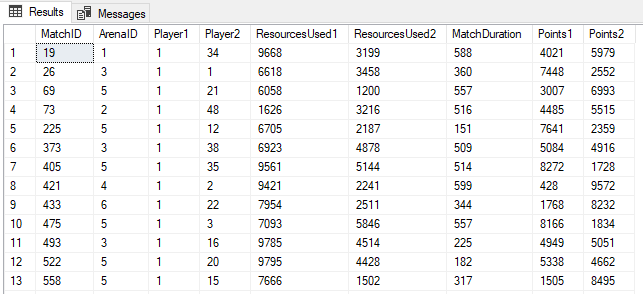 Results Messages
MatchID ArenaID Player1 Player2 ResourcesUsed1 ResourcesUsed2 MatchDuration Points1 Points2
1 19 1 1 34 9668 3199 588 4021 5979
2 26 3 1 1 6618 3458 360 7448 2552
3 69 5 1 21 6058 1200 557 3007 6993
4 73 2 1 48 1626 3216 516 4485 5515
5 225 5 1 12 6705 2187 151 7641 2359
6 373 3 1 38 6923 4878 509 5084 4916
7 405 5 1 35 9561 5144 514 8272 1728
8 421 4 1 2 9421 2241 599 428 9572
9 433 6 1 22 7954 2511 344 1768 8232
10 475 5 1 3 7093 5846 557 8166 1834
11 493 3 1 16 9785 4514 225 4949 5051
12 522 5 1 20 9795 4428 182 5338 4662
13 558 5 1 15 7666 1502 317 1505 8495